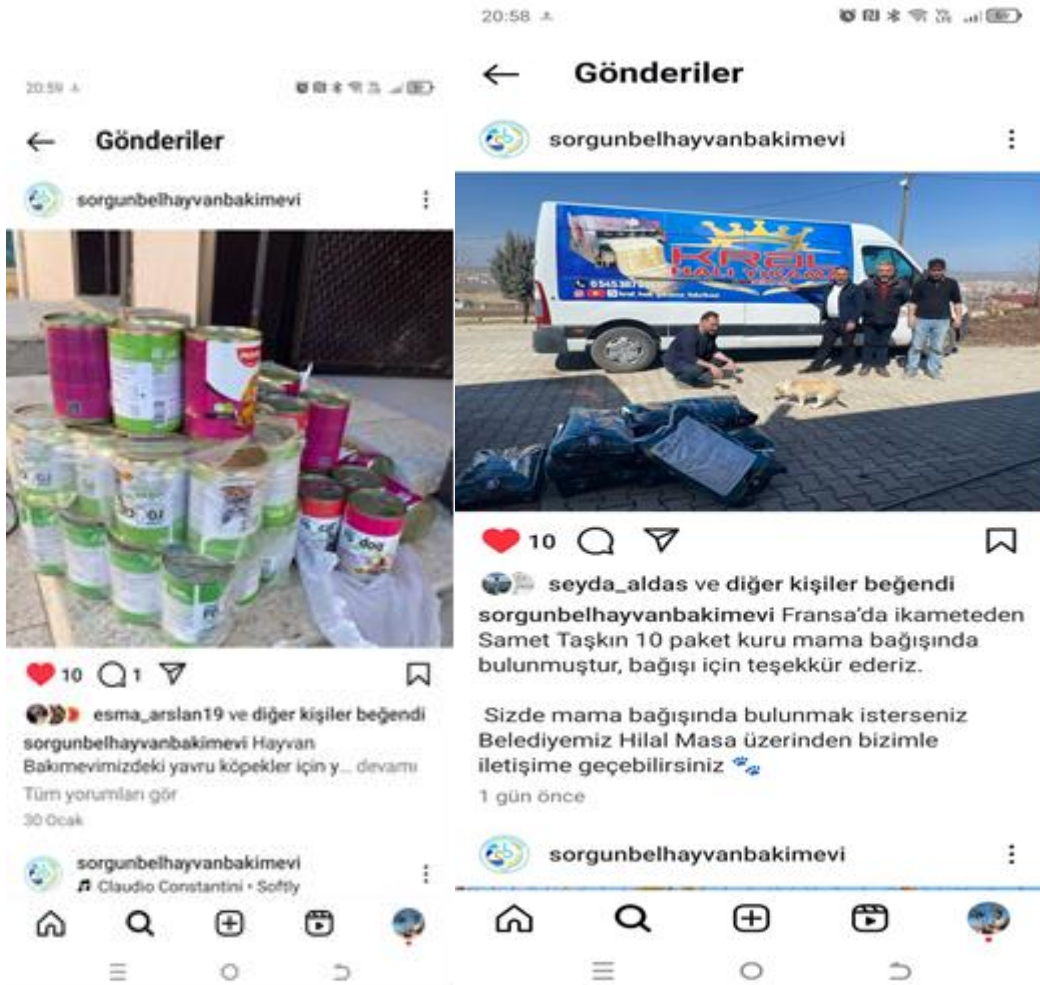 20:59
Gönderiler
sorgunbelhayvanbakimevi
10 1
esma_arslan19 ve diğer kişiler beğendi
sorgunbelhayvanbakimevi Hayvan
Bakımevimizdeki yavru köpekler için y... devamı
Tüm yorumları gör
30 Ocak
sorgunbelhayvanbakimevi
Claudio Constantini • Softly
20:58
Gönderiler
sorgunbelhayvanbakimevi
KRAL
HALI YIKAMA
10
seyda_aldas ve diğer kişiler beğendi
sorgunbelhayvanbakimevi Fransa'da ikameteden
Samet Taşkın 10 paket kuru mama bağışında
bulunmuştur, bağışı için teşekkür ederiz.
Sizde mama bağışında bulunmak isterseniz
Belediyemiz Hilal Masa üzerinden bizimle
iletişime geçebilirsiniz 🐾
1 gün önce
sorgunbelhayvanbakimevi